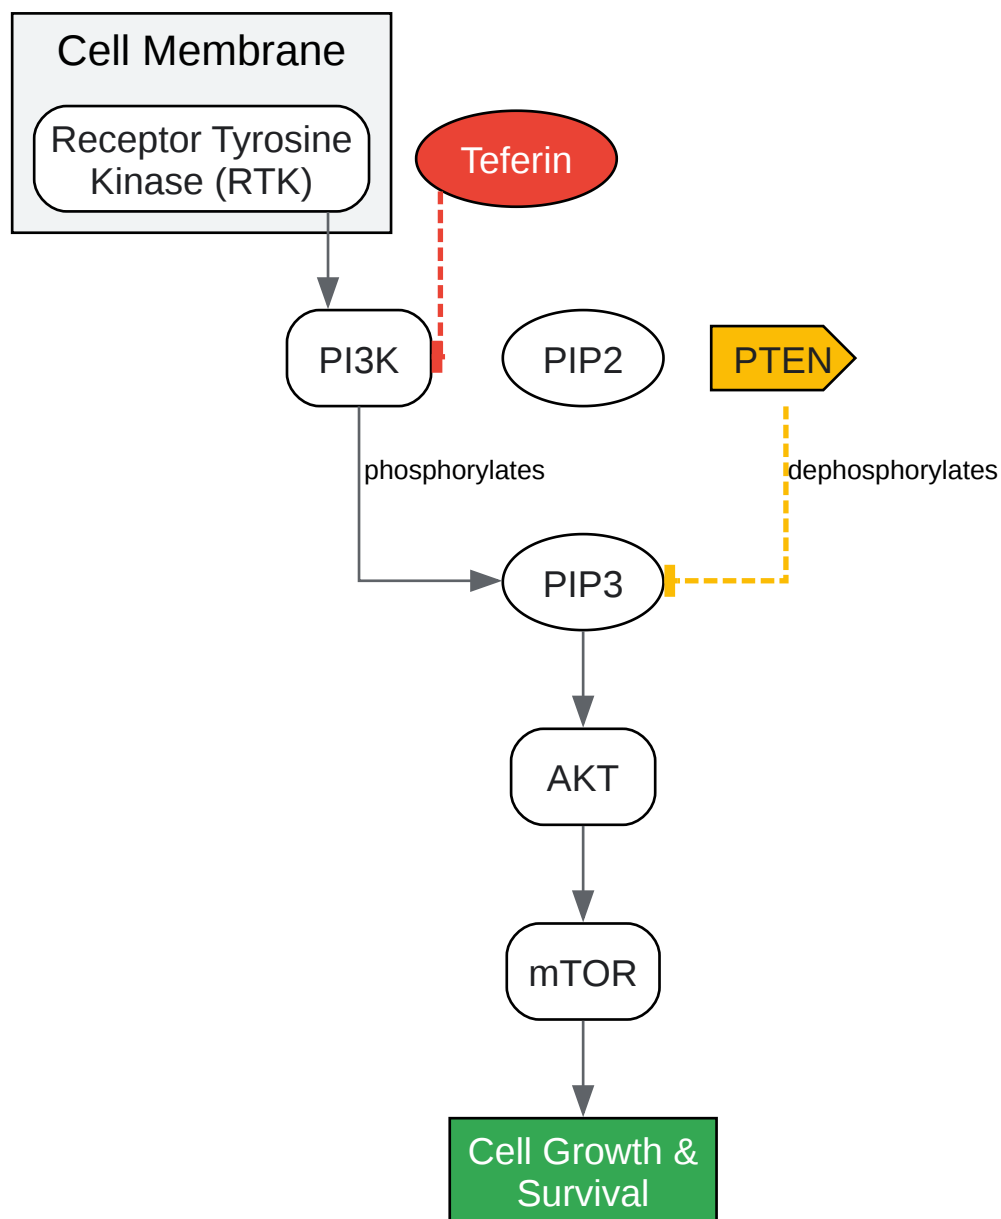 Cell Membrane
Receptor Tyrosine
Kinase (RTK)
Teferin
PI3K
PIP2
PTEN
phosphorylates
dephosphorylates
PIP3
AKT
mTOR
Cell Growth &
Survival